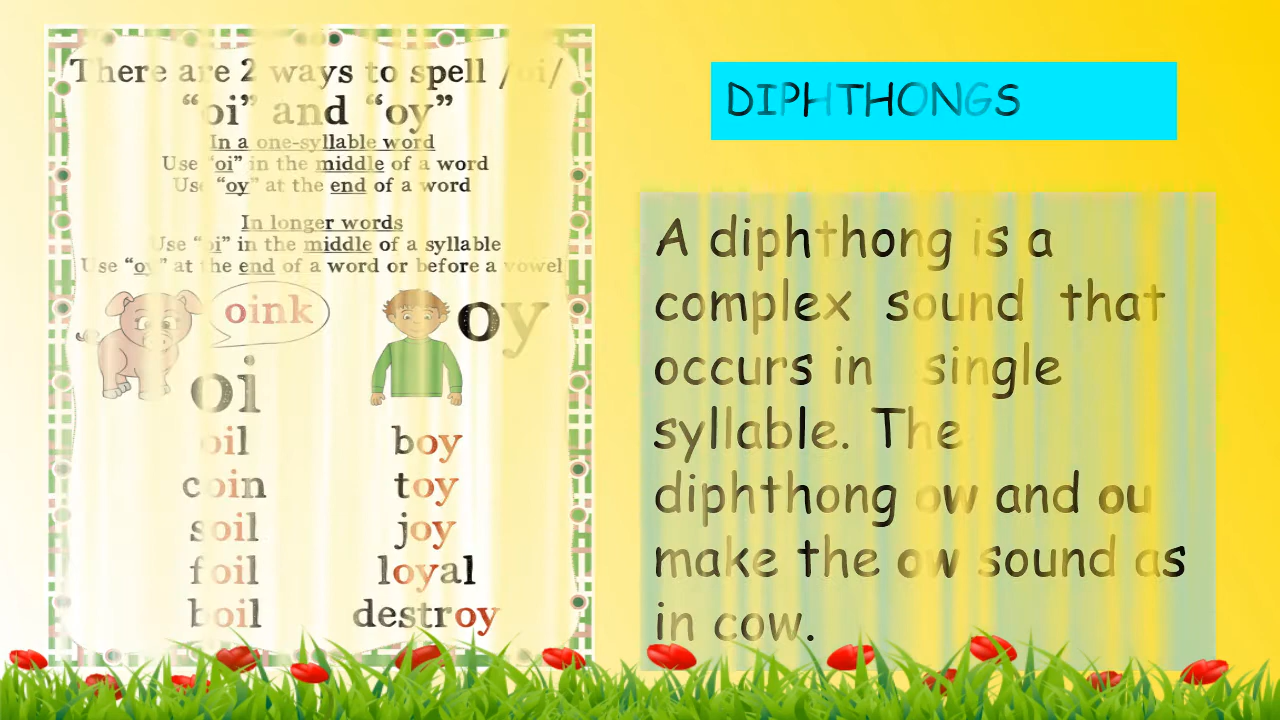 There are 2 ways to spell /oi/
“oi” and “oy”
In a one-syllable word
Use “oi” in the middle of a word
Use “oy” at the end of a word
In longer words
Use “oi” in the middle of a syllable
Use “oy” at the end of a word or before a vowel
oink
oi
oil
coin
soil
foil
boil
oy
boy
toy
joy
loyal
destroy
DIPHTHONGS
A diphthong is a
complex sound that
occurs in single
syllable. The
diphthong ow and ou
make the ow sound as
in cow.